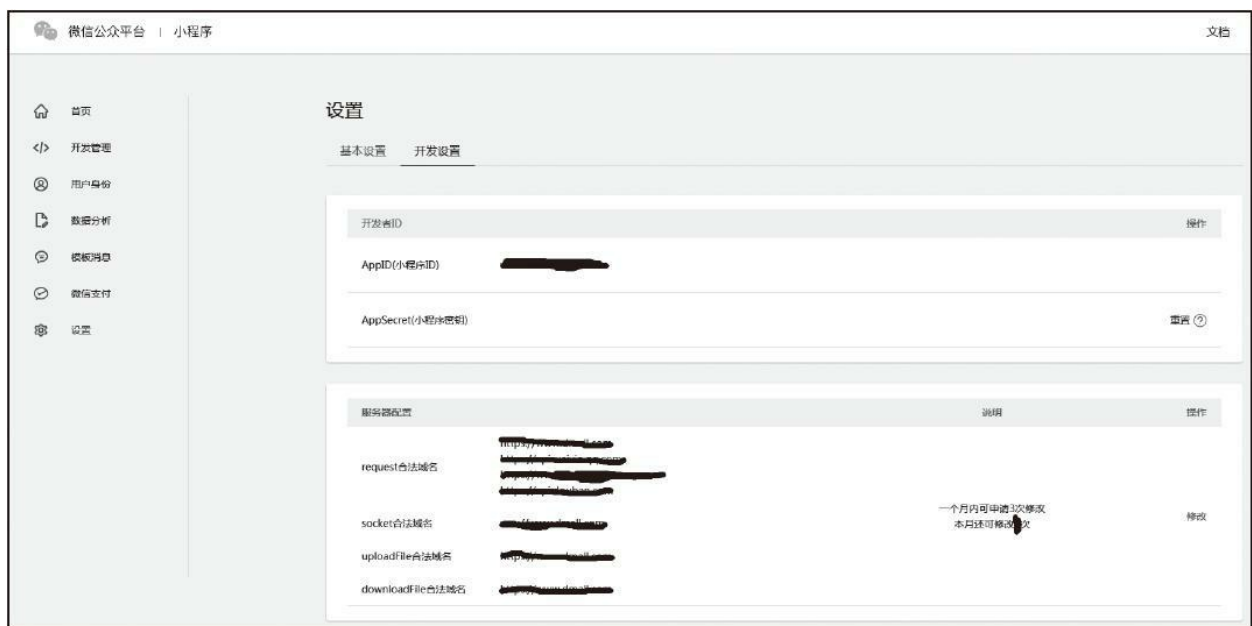 微信公众平台 | 小程序
文档
首页
开发管理
用户身份
数据分析
模板消息
微信支付
设置
设置
基本设置 开发设置
开发者ID 操作
AppID(小程序ID)
AppSecret(小程序密钥) 重置
服务器配置 说明 操作
request合法域名
socket合法域名
uploadFile合法域名
downloadFile合法域名
一个月内可申请3次修改
本月还可修改 次
修改